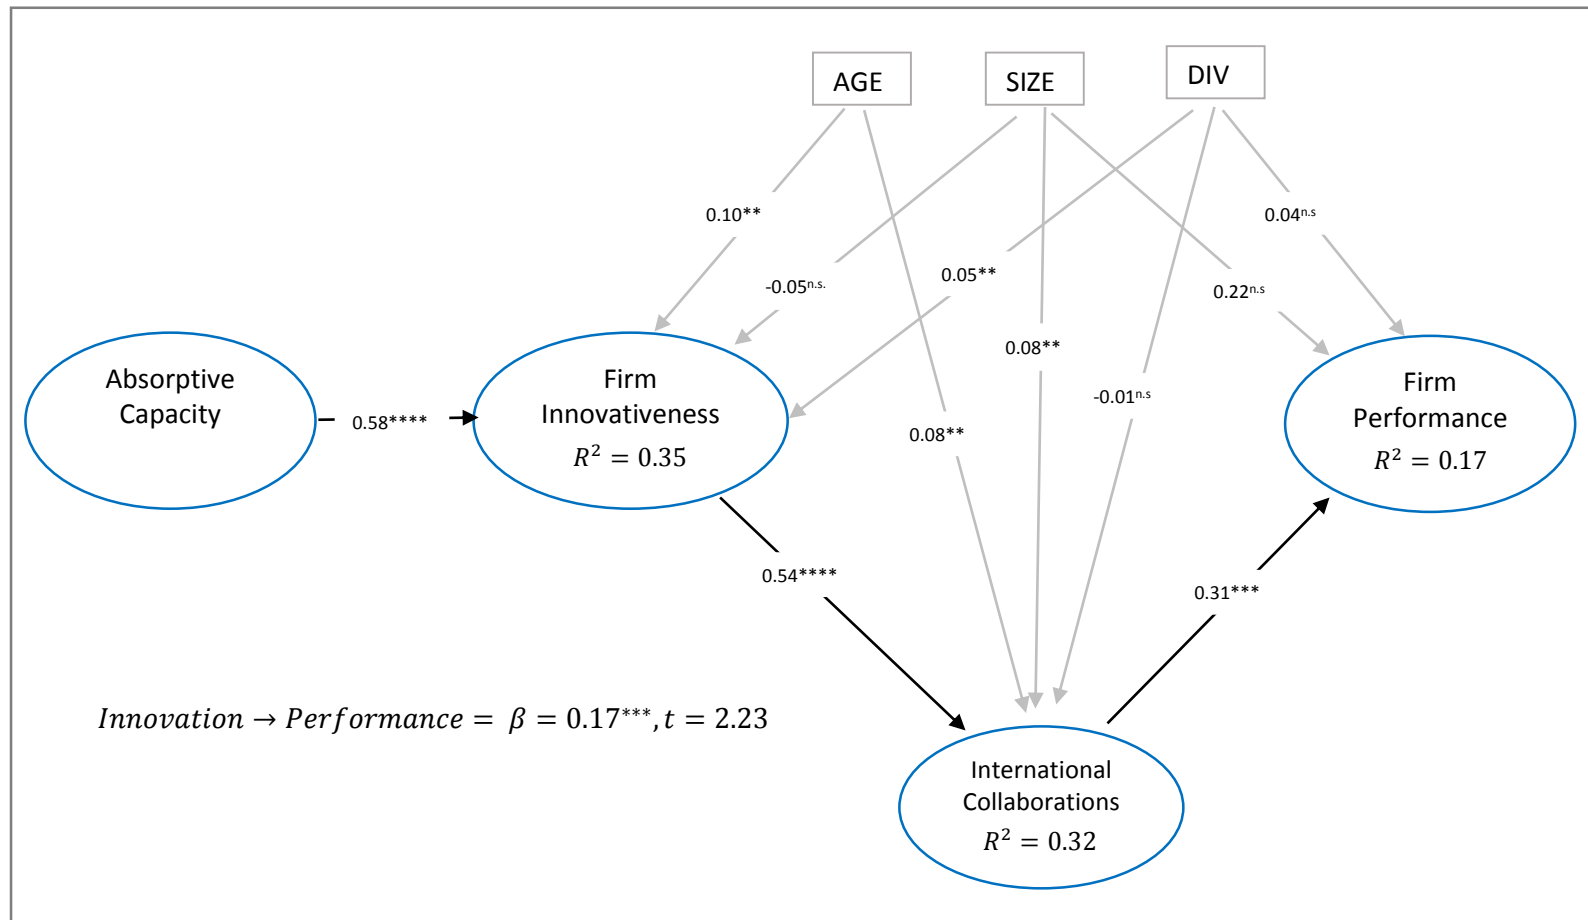 AGE
SIZE
DIV
0.10**
0.04ⁿ·ˢ
-0.05ⁿ·ˢ·
0.05**
0.22ⁿ·ˢ
0.08**
-0.01ⁿ·ˢ
0.08**
Absorptive
Capacity
0.58****
Firm
Innovativeness
R² = 0.35
Firm
Performance
R² = 0.17
0.54****
0.31***
Innovation → Performance = β = 0.17***, t = 2.23
International
Collaborations
R² = 0.32